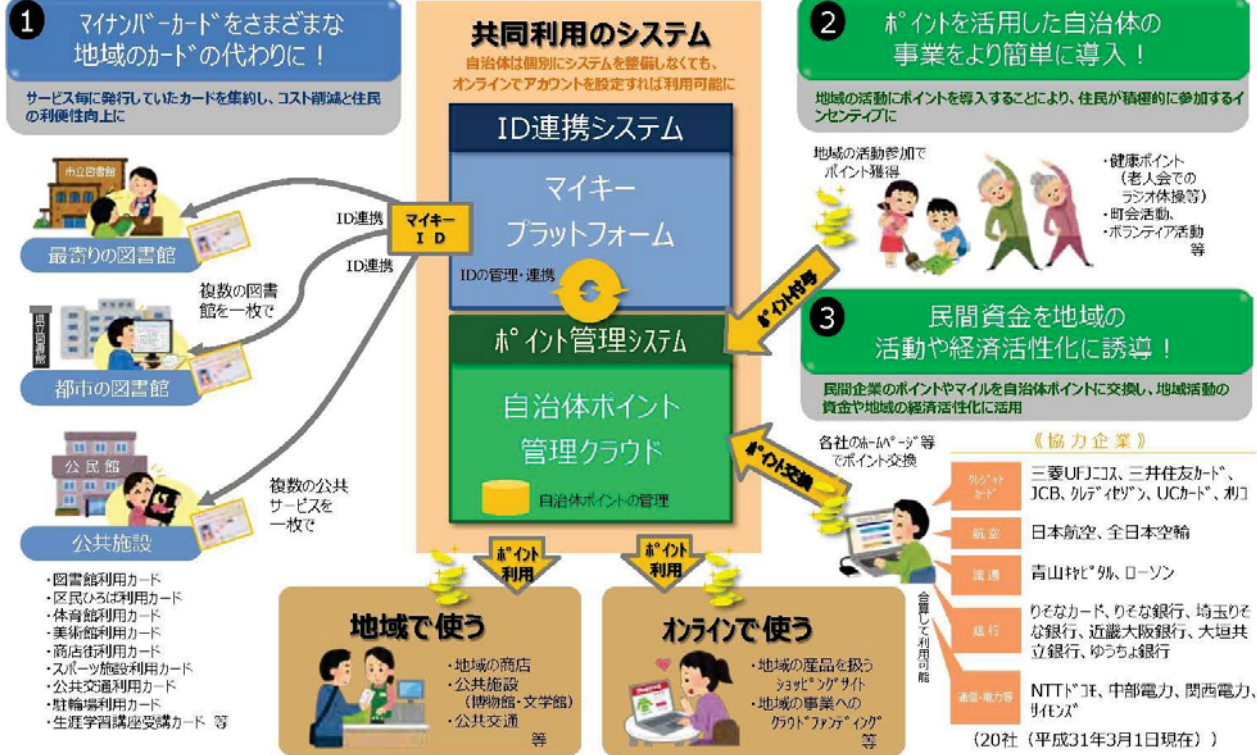 1
マイナンバーカードをさまざまな
地域のカードの代わりに!
サービス毎に発行していたカードを集約し、コスト削減と住民
の利便性向上に
市立図書館
最寄りの図書館
複数の図書
館を一枚で
県立図書館
都市の図書館
公民館
複数の公共
サービスを
一枚で
公共施設
・図書館利用カード
・区民ひろば利用カード
・体育館利用カード
・美術館利用カード
・商店街利用カード
・スポーツ施設利用カード
・公共交通利用カード
・駐輪場利用カード
・生涯学習講座受講カード 等
ID連携
ID連携
マイキー
ID
共同利用のシステム
自治体は個別にシステムを整備しなくても、
オンラインでアカウントを設定すれば利用可能に
ID連携システム
マイキー
プラットフォーム
IDの管理・連携
ポイント管理システム
自治体ポイント
管理クラウド
自治体ポイントの管理
ポイント
利用
ポイント
利用
地域で使う
・地域の商店
・公共施設
(博物館・文学館)
・公共交通
等
オンラインで使う
・地域の産品を扱う
ショッピングサイト
・地域の事業への
クラウドファンディング
等
2
ポイントを活用した自治体の
事業をより簡単に導入!
地域の活動にポイントを導入することにより、住民が積極的に参加するイ
ンセンティブに
地域の活動参加で
ポイント獲得
・健康ポイント
(老人会での
ラジオ体操等)
・町会活動、
・ボランティア活動
等
ポイント付与
3
民間資金を地域の
活動や経済活性化に誘導!
民間企業のポイントやマイルを自治体ポイントに交換し、地域活動の
資金や地域の経済活性化に活用
各社のホームページ等
でポイント交換
ポイント交換
合算して利用可能
《協力企業》
クレジット
カード
三菱UFJニコス、三井住友カード、
JCB、クレディセゾン、UCカード、オリコ
航空
日本航空、全日本空輸
流通
青山キャピタル、ローソン
銀行
りそなカード、りそな銀行、埼玉りそ
な銀行、近畿大阪銀行、大垣共
立銀行、ゆうちょ銀行
通信・電力等
NTTドコモ、中部電力、関西電力、
サイモンズ
(20社(平成31年3月1日現在))